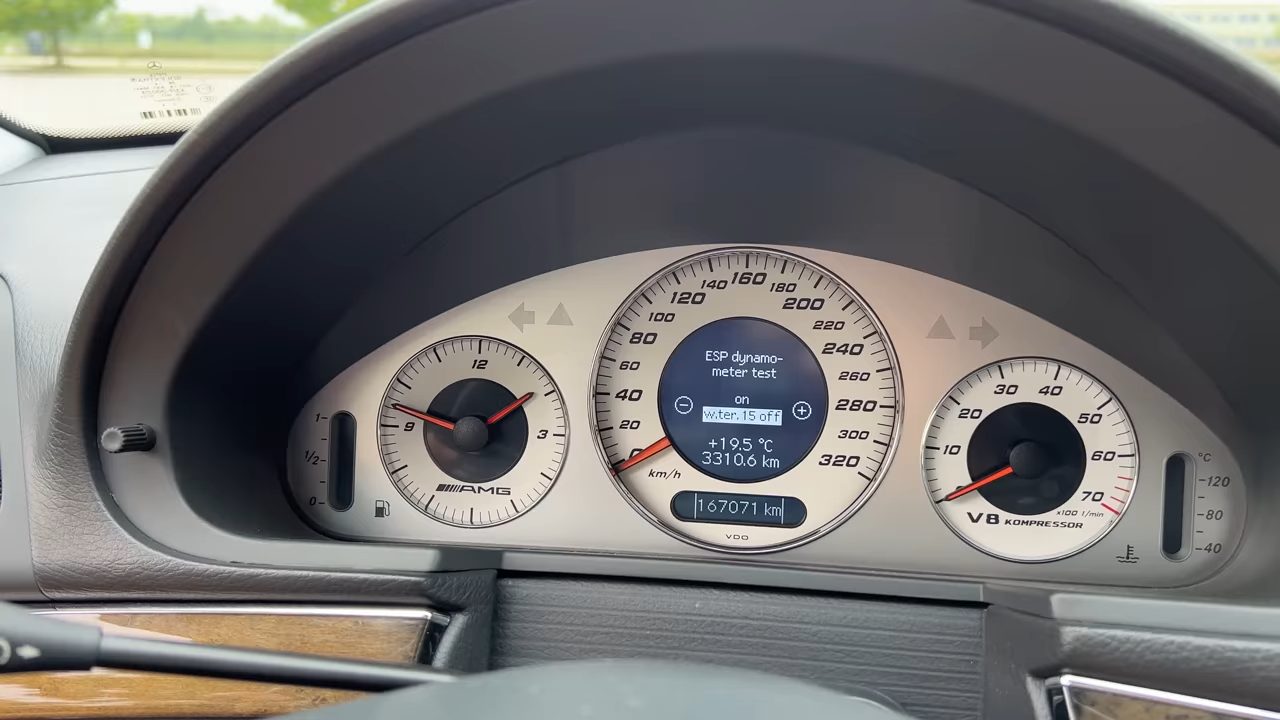 160
140 180
120 200
100 220
80 240
60 260
40 280
20 300
0 320
km/h
ESP dynamo-
meter test
on
w.ter.15 off
+19.5 °C
3310.6 km
167071 km
VDO
12
9 3
AMG
1
1/2
0
30 40
20 50
10 60
70
x100 1/min
V8 KOMPRESSOR
°C
120
80
40